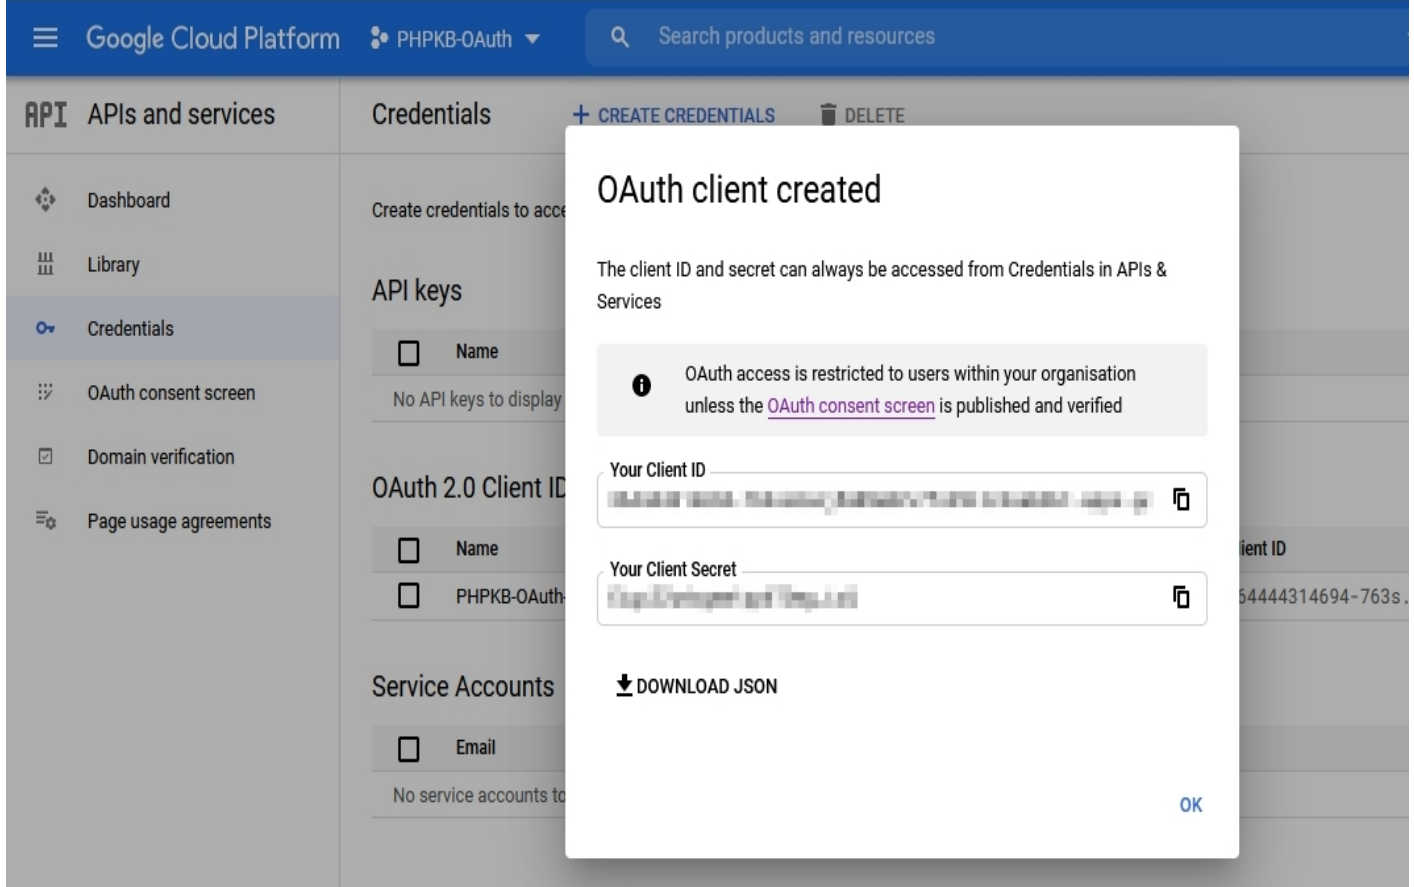 Google Cloud Platform PHPKB-OAuth Search products and resources
API APIs and services
Credentials + CREATE CREDENTIALS DELETE
Dashboard
Library
Credentials
OAuth consent screen
Domain verification
Page usage agreements
Create credentials to acce
API keys
Name
No API keys to display
OAuth 2.0 Client ID
Name
lient ID
PHPKB-OAuth-
64444314694-763s.
Service Accounts
Email
No service accounts to
OAuth client created
The client ID and secret can always be accessed from Credentials in APIs &
Services
OAuth access is restricted to users within your organisation
unless the OAuth consent screen is published and verified
Your Client ID
Your Client Secret
DOWNLOAD JSON
OK